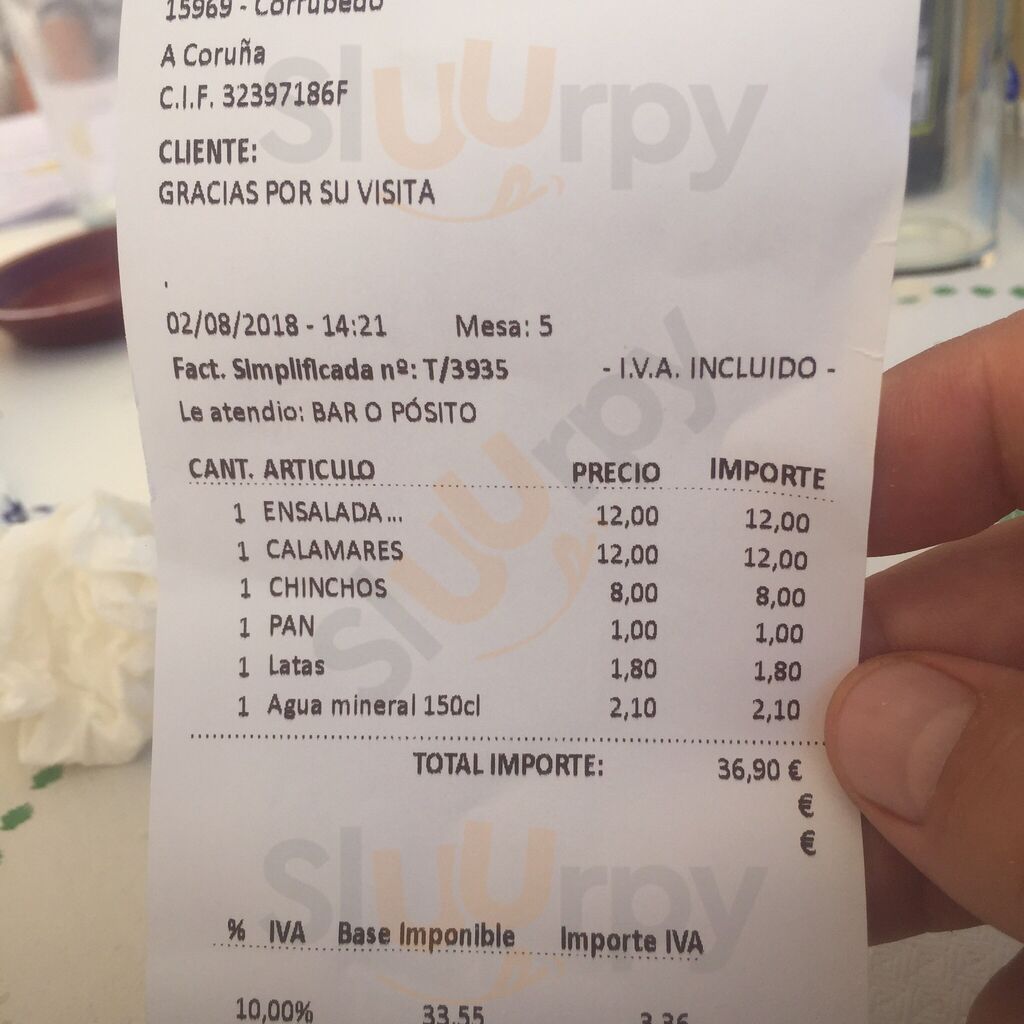 15969 - Corrubedo
A Coruña
C.I.F. 32397186F
CLIENTE:
GRACIAS POR SU VISITA
.
02/08/2018 - 14:21 Mesa: 5
Fact. Simplificada nº: T/3935 - I.V.A. INCLUIDO -
Le atendio: BAR O PÓSITO
CANT. ARTICULO PRECIO IMPORTE
1 ENSALADA... 12,00 12,00
1 CALAMARES 12,00 12,00
1 CHINCHOS 8,00 8,00
1 PAN 1,00 1,00
1 Latas 1,80 1,80
1 Agua mineral 150cl 2,10 2,10
TOTAL IMPORTE: 36,90 €
€
€
% IVA Base Imponible Importe IVA
10,00% 33,55 3,36
Sluurpy
Sluurpy
Sluurpy